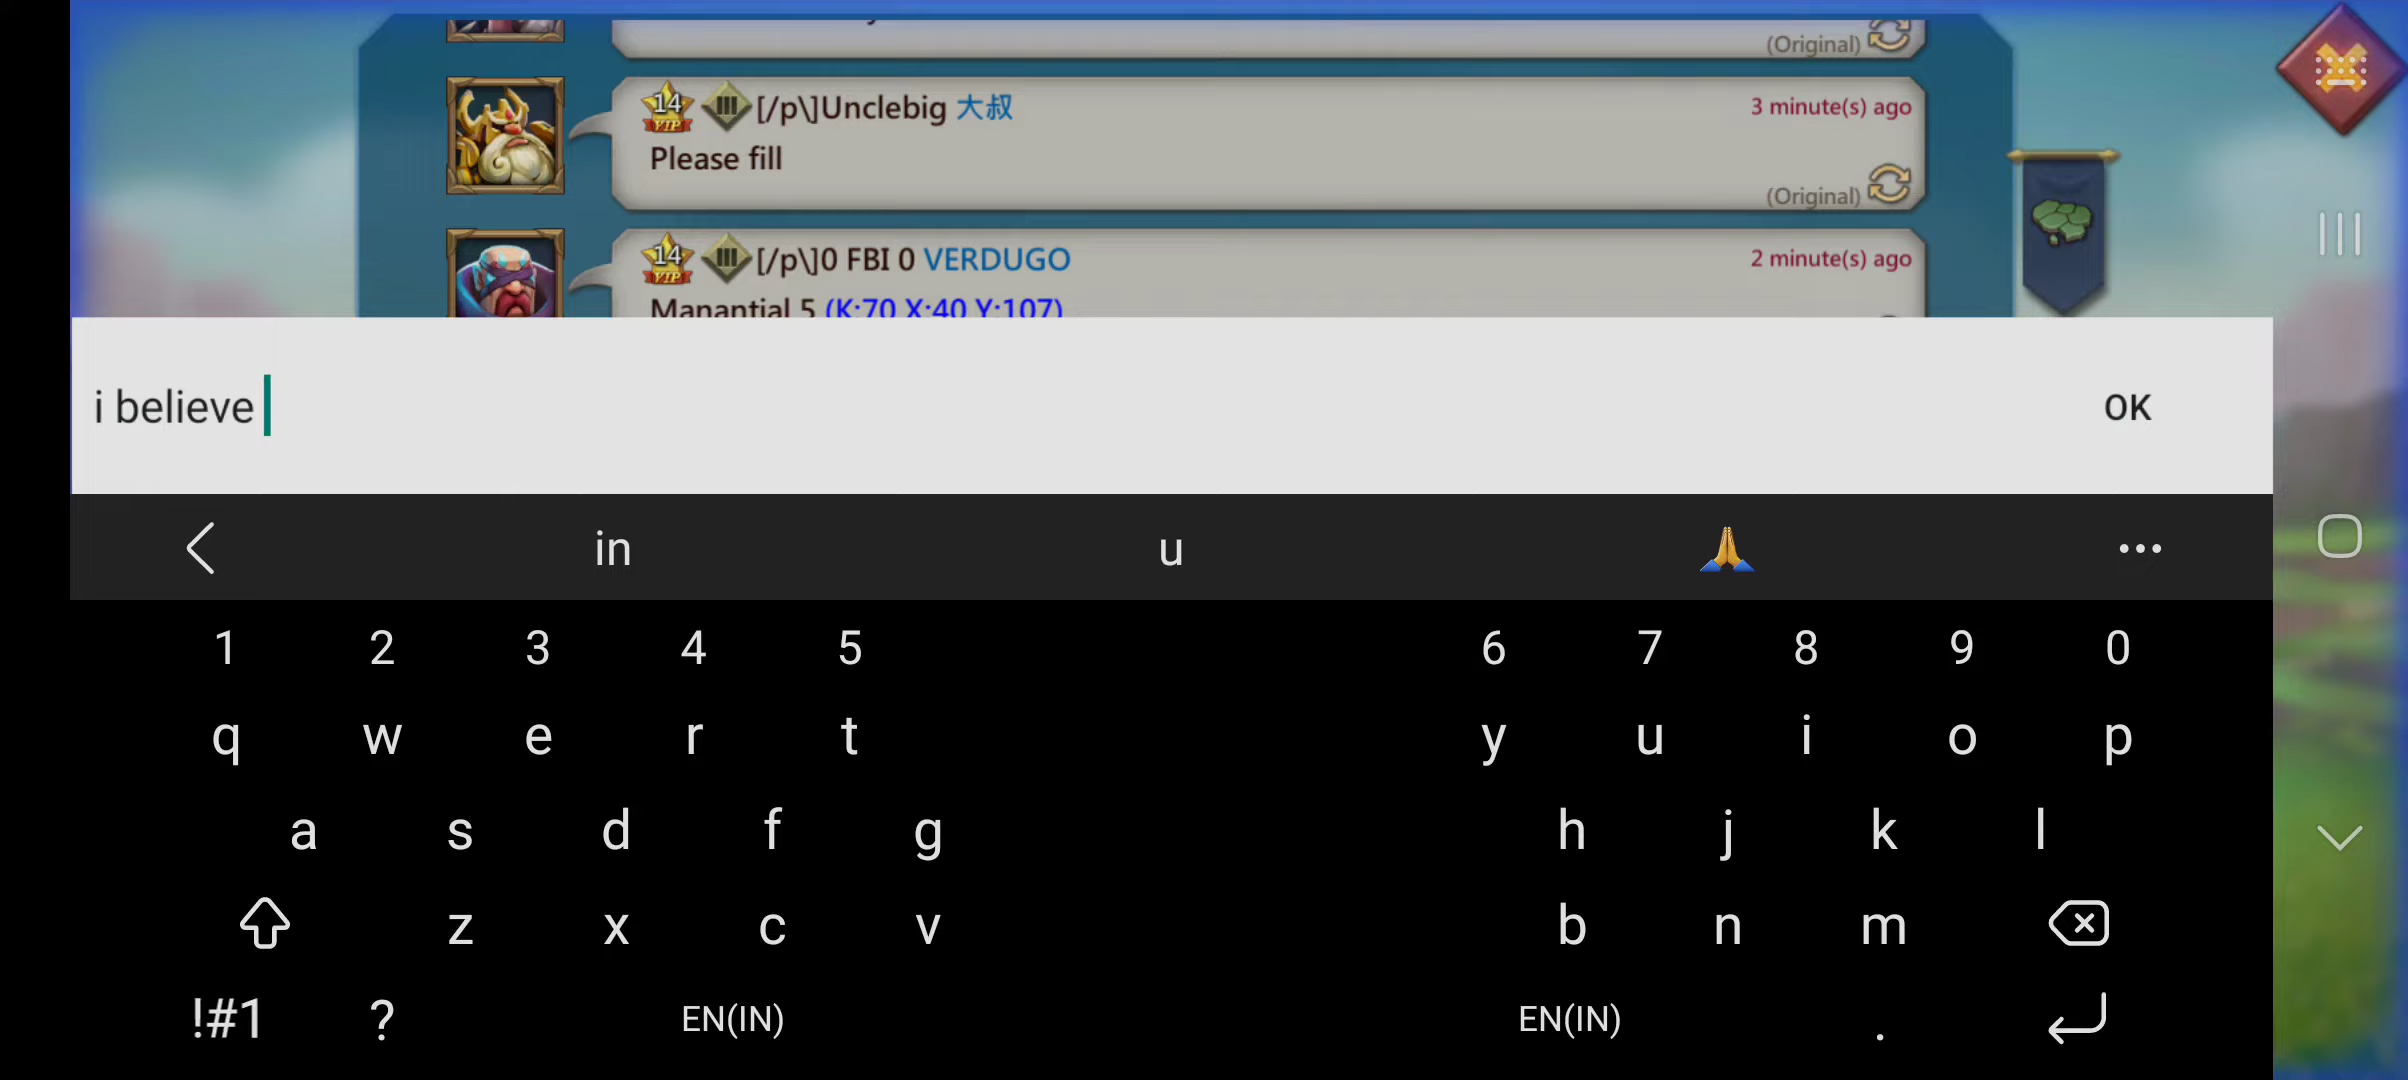 (Original)
14 VIP III [/p\]Unclebig 大叔 3 minute(s) ago
Please fill
(Original)
14 VIP III [/p\]0 FBI 0 VERDUGO 2 minute(s) ago
Manantial 5 (K:70 X:40 Y:107)
i believe OK
in u
1 2 3 4 5 6 7 8 9 0
q w e r t y u i o p
a s d f g h j k l
z x c v b n m
!#1 ? EN(IN) EN(IN) .